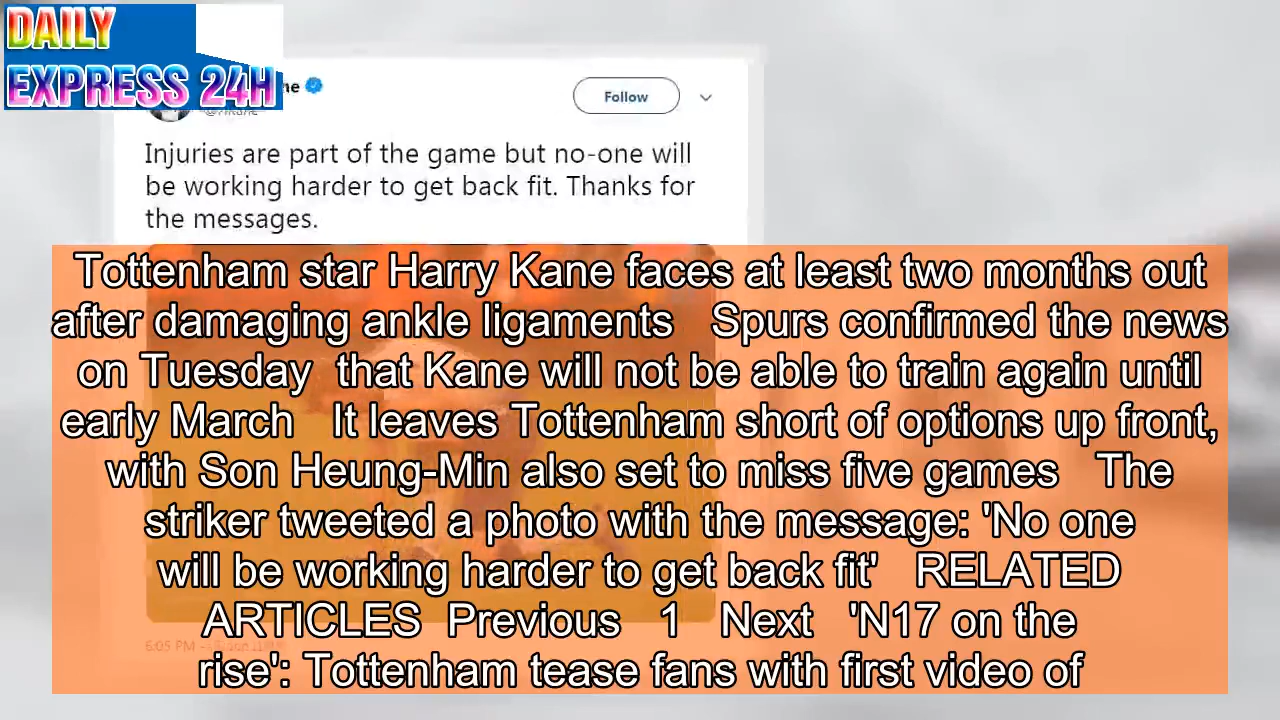 DAILY
EXPRESS 24H
Follow
Injuries are part of the game but no-one will
be working harder to get back fit. Thanks for
the messages.
Tottenham star Harry Kane faces at least two months out
after damaging ankle ligaments Spurs confirmed the news
on Tuesday that Kane will not be able to train again until
early March It leaves Tottenham short of options up front,
with Son Heung-Min also set to miss five games The
striker tweeted a photo with the message: 'No one
will be working harder to get back fit' RELATED
ARTICLES Previous 1 Next 'N17 on the
rise': Tottenham tease fans with first video of
6:05 PM